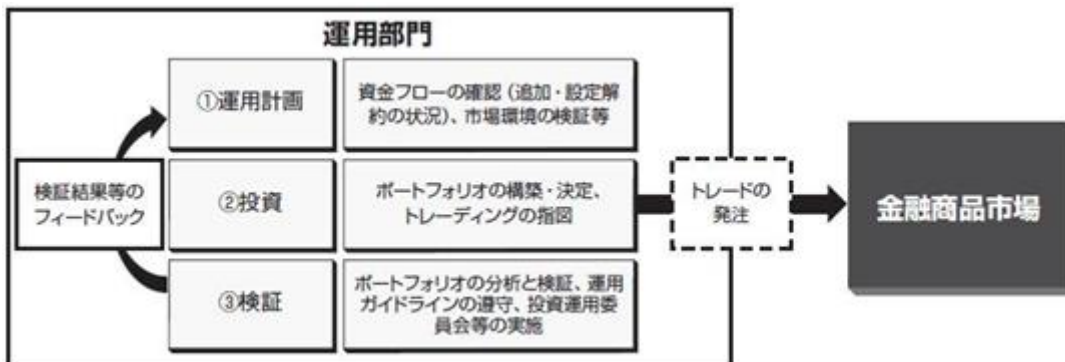 運用部門
①運用計画
資金フローの確認（追加・設定解
約の状況）、市場環境の検証等
検証結果等の
フィードバック
②投資
ポートフォリオの構築・決定、
トレーディングの指図
トレードの
発注
金融商品市場
③検証
ポートフォリオの分析と検証、運用
ガイドラインの遵守、投資運用委
員会等の実施